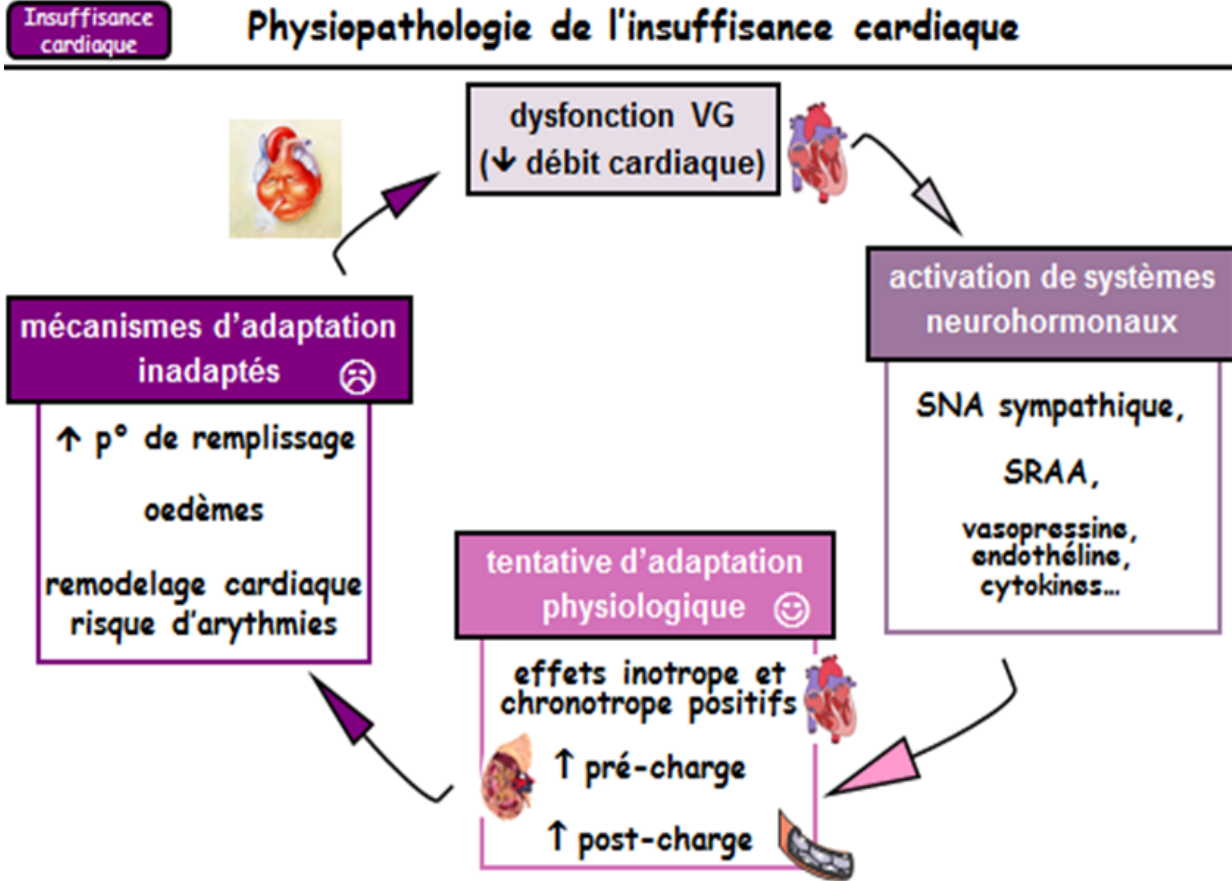 Insuffisance
cardiaque
Physiopathologie de l'insuffisance cardiaque
dysfonction VG
(↓ débit cardiaque)
activation de systèmes
neurohormonaux
SNA sympathique,
SRAA,
vasopressine,
endothéline,
cytokines...
tentative d'adaptation
physiologique
effets inotrope et
chronotrope positifs
↑ pré-charge
↑ post-charge
mécanismes d'adaptation
inadaptés
↑ p° de remplissage
oedèmes
remodelage cardiaque
risque d'arythmies